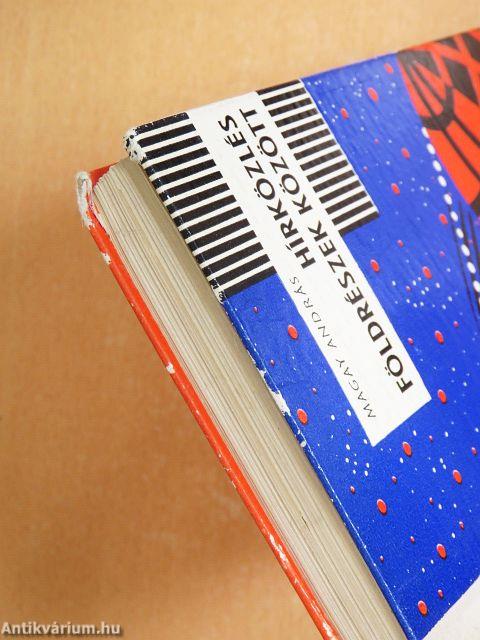 MAGAY ANDRÁS HÍRKÖZLÉS
FÖLDRÉSZEK KÖZÖTT
Antikvárium.hu